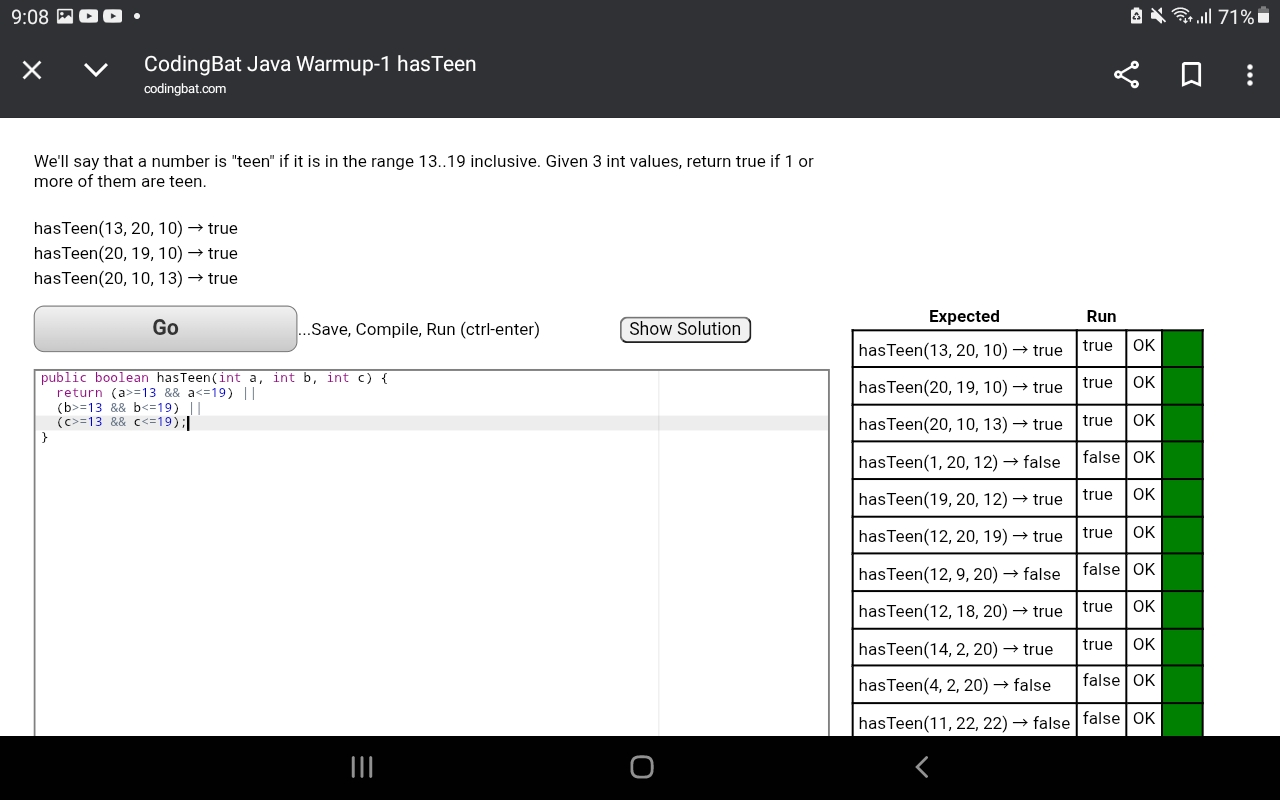 9:08 71%
CodingBat Java Warmup-1 hasTeen
codingbat.com
We'll say that a number is "teen" if it is in the range 13..19 inclusive. Given 3 int values, return true if 1 or
more of them are teen.
hasTeen(13, 20, 10) → true
hasTeen(20, 19, 10) → true
hasTeen(20, 10, 13) → true
Go ...Save, Compile, Run (ctrl-enter) Show Solution
public boolean hasTeen(int a, int b, int c) {
  return (a>=13 && a<=19) ||
  (b>=13 && b<=19) ||
  (c>=13 && c<=19);
}
Expected Run
hasTeen(13, 20, 10) → true true OK
hasTeen(20, 19, 10) → true true OK
hasTeen(20, 10, 13) → true true OK
hasTeen(1, 20, 12) → false false OK
hasTeen(19, 20, 12) → true true OK
hasTeen(12, 20, 19) → true true OK
hasTeen(12, 9, 20) → false false OK
hasTeen(12, 18, 20) → true true OK
hasTeen(14, 2, 20) → true true OK
hasTeen(4, 2, 20) → false false OK
hasTeen(11, 22, 22) → false false OK